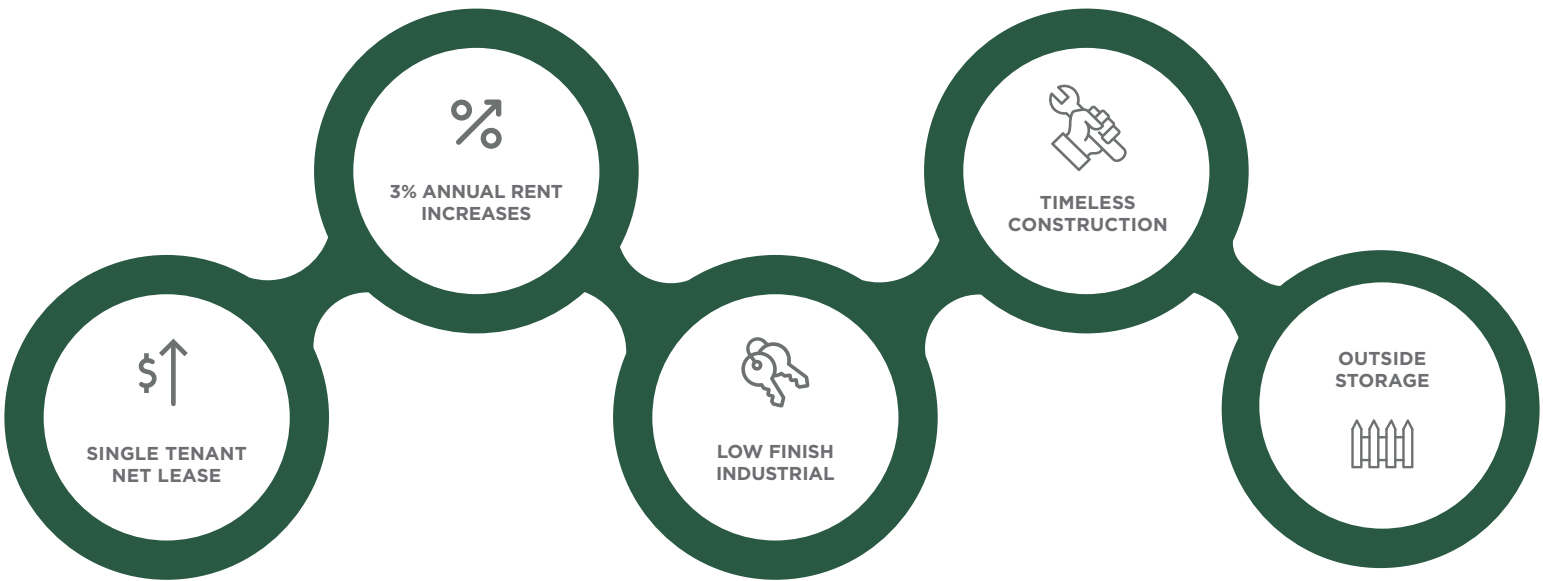 SINGLE TENANT
NET LEASE
3% ANNUAL RENT
INCREASES
LOW FINISH
INDUSTRIAL
TIMELESS
CONSTRUCTION
OUTSIDE
STORAGE